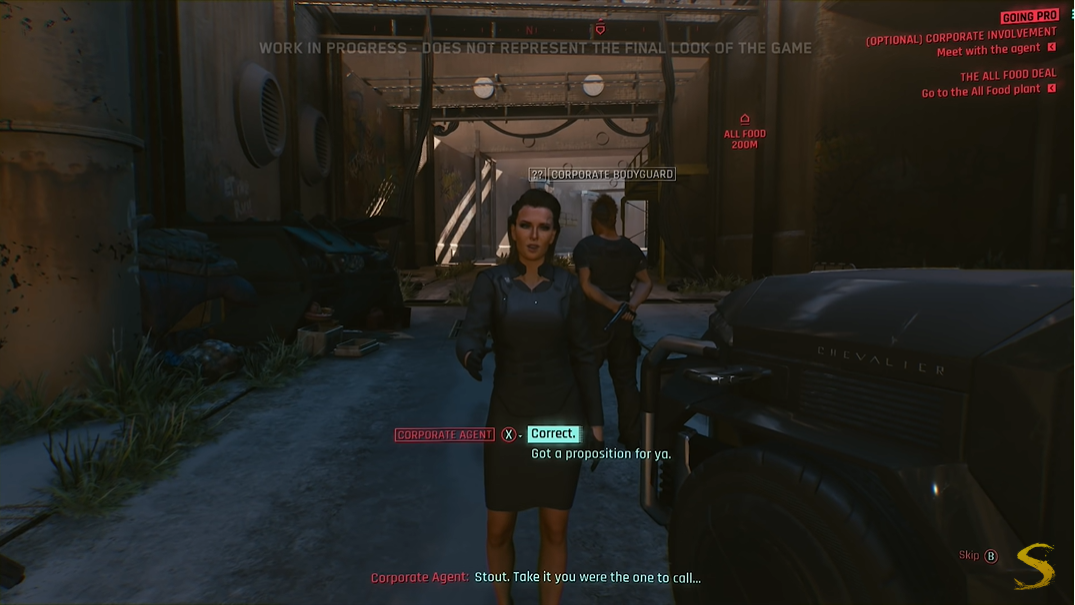 GOING PRO
N
WORK IN PROGRESS - DOES NOT REPRESENT THE FINAL LOOK OF THE GAME
(OPTIONAL) CORPORATE INVOLVEMENT
Meet with the agent
THE ALL FOOD DEAL
Go to the All Food plant
ALL FOOD
200M
?? CORPORATE BODYGUARD
CHEVALIER
CORPORATE AGENT X - Correct.
Got a proposition for ya.
Skip B
S
Corporate Agent: Stout. Take it you were the one to call...